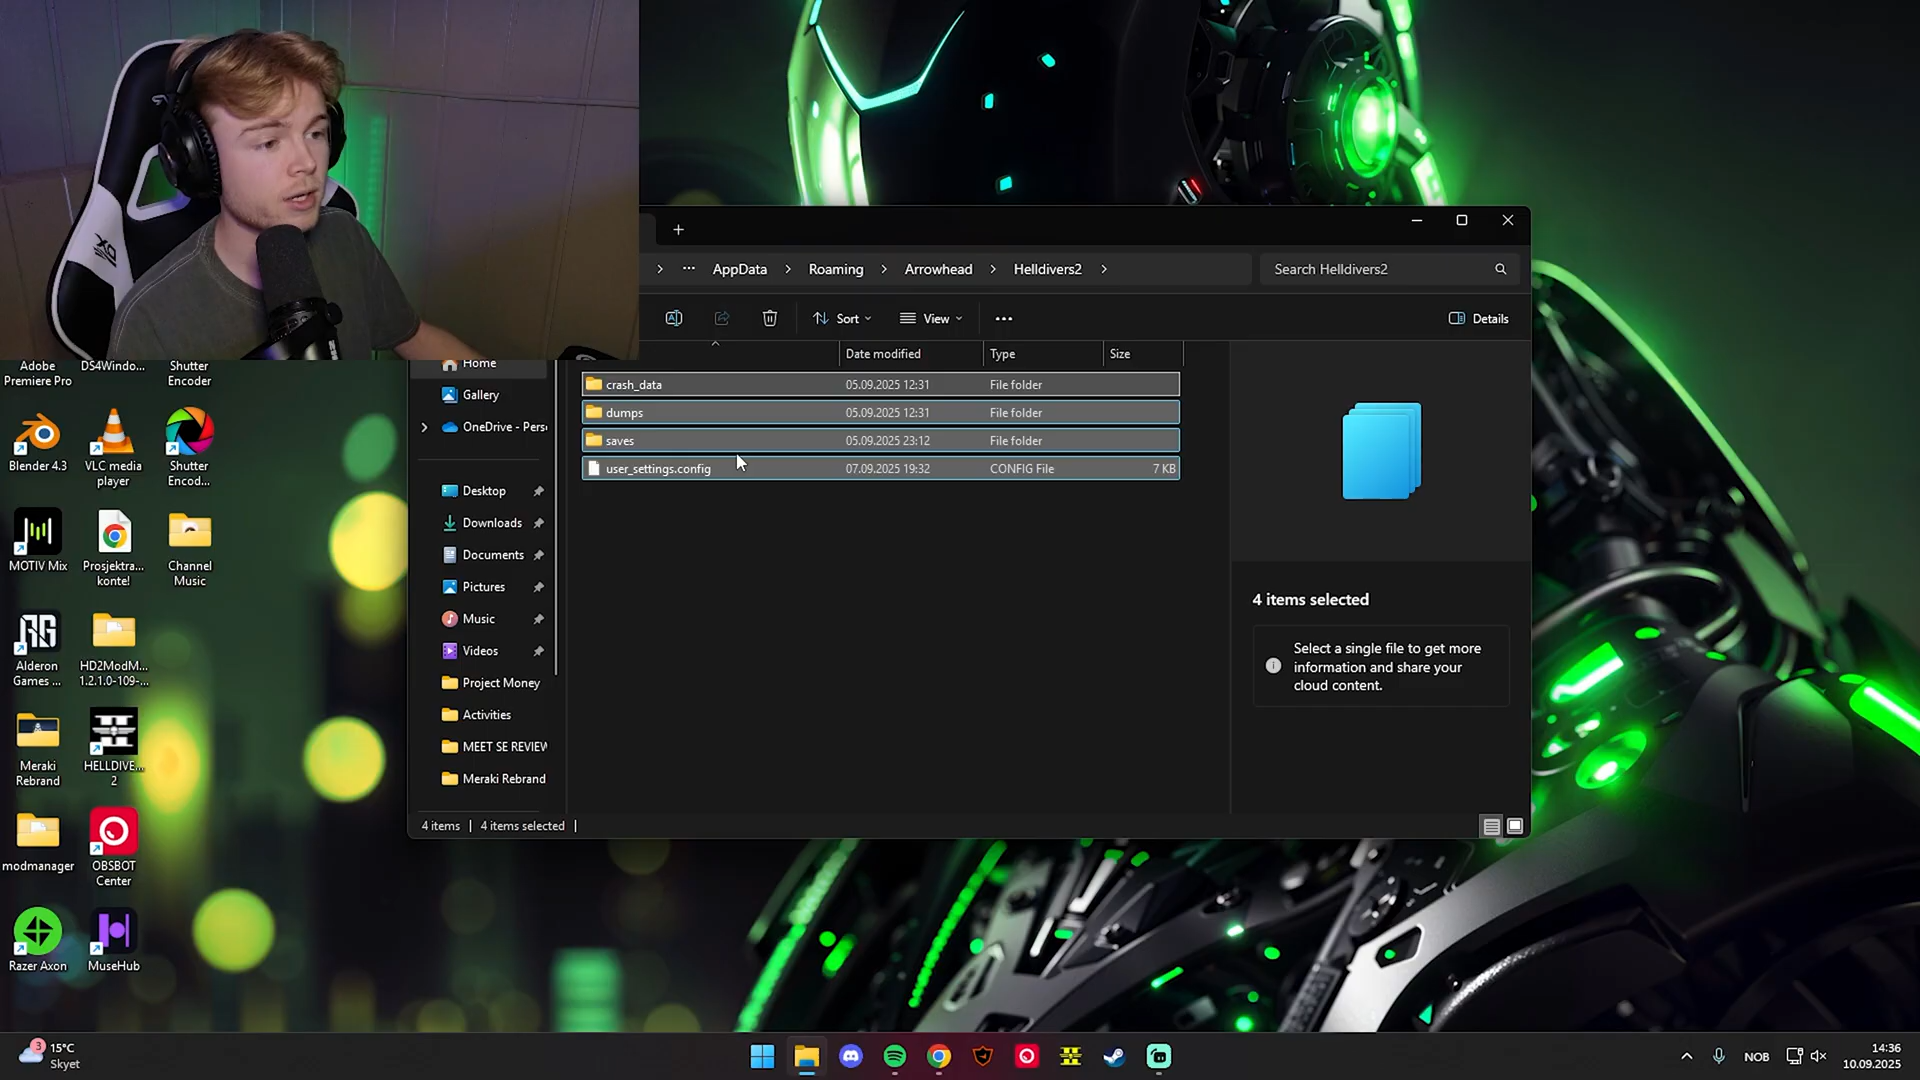 AppData
Roaming
Arrowhead
Helldivers2
Search Helldivers2
Sort
View
Details
Date modified
Type
Size
crash_data
05.09.2025 12:31
File folder
dumps
05.09.2025 12:31
File folder
saves
05.09.2025 23:12
File folder
user_settings.config
07.09.2025 19:32
CONFIG File
7 KB
Home
Gallery
OneDrive - Pers
Desktop
Downloads
Documents
Pictures
Music
Videos
Project Money
Activities
MEET SE REVIEW
Meraki Rebrand
4 items selected
Select a single file to get more
information and share your
cloud content.
4 items
4 items selected
Adobe
Premiere Pro
DS4Windo...
Shutter
Encoder
Blender 4.3
VLC media
player
Shutter
Encod...
MOTIV Mix
Prosjektra...
konte!
Channel
Music
Alderon
Games ...
HD2ModM...
1.2.1.0-109-...
Meraki
Rebrand
HELLDIVE...
2
modmanager
OBSBOT
Center
Razer Axon
MuseHub
3
15°C
Skyet
NOB
14:36
10.09.2025